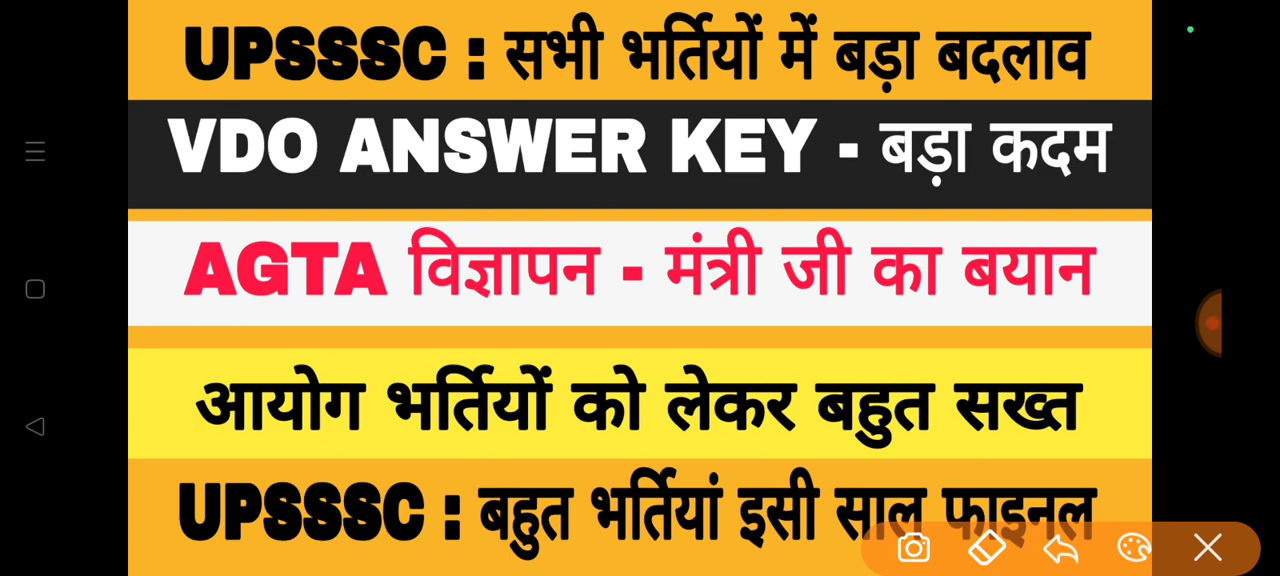 UPSSSC : सभी भर्तियों में बड़ा बदलाव
VDO ANSWER KEY - बड़ा कदम
AGTA विज्ञापन - मंत्री जी का बयान
आयोग भर्तियों को लेकर बहुत सख्त
UPSSSC : बहुत भर्तियां इसी साल फाइनल